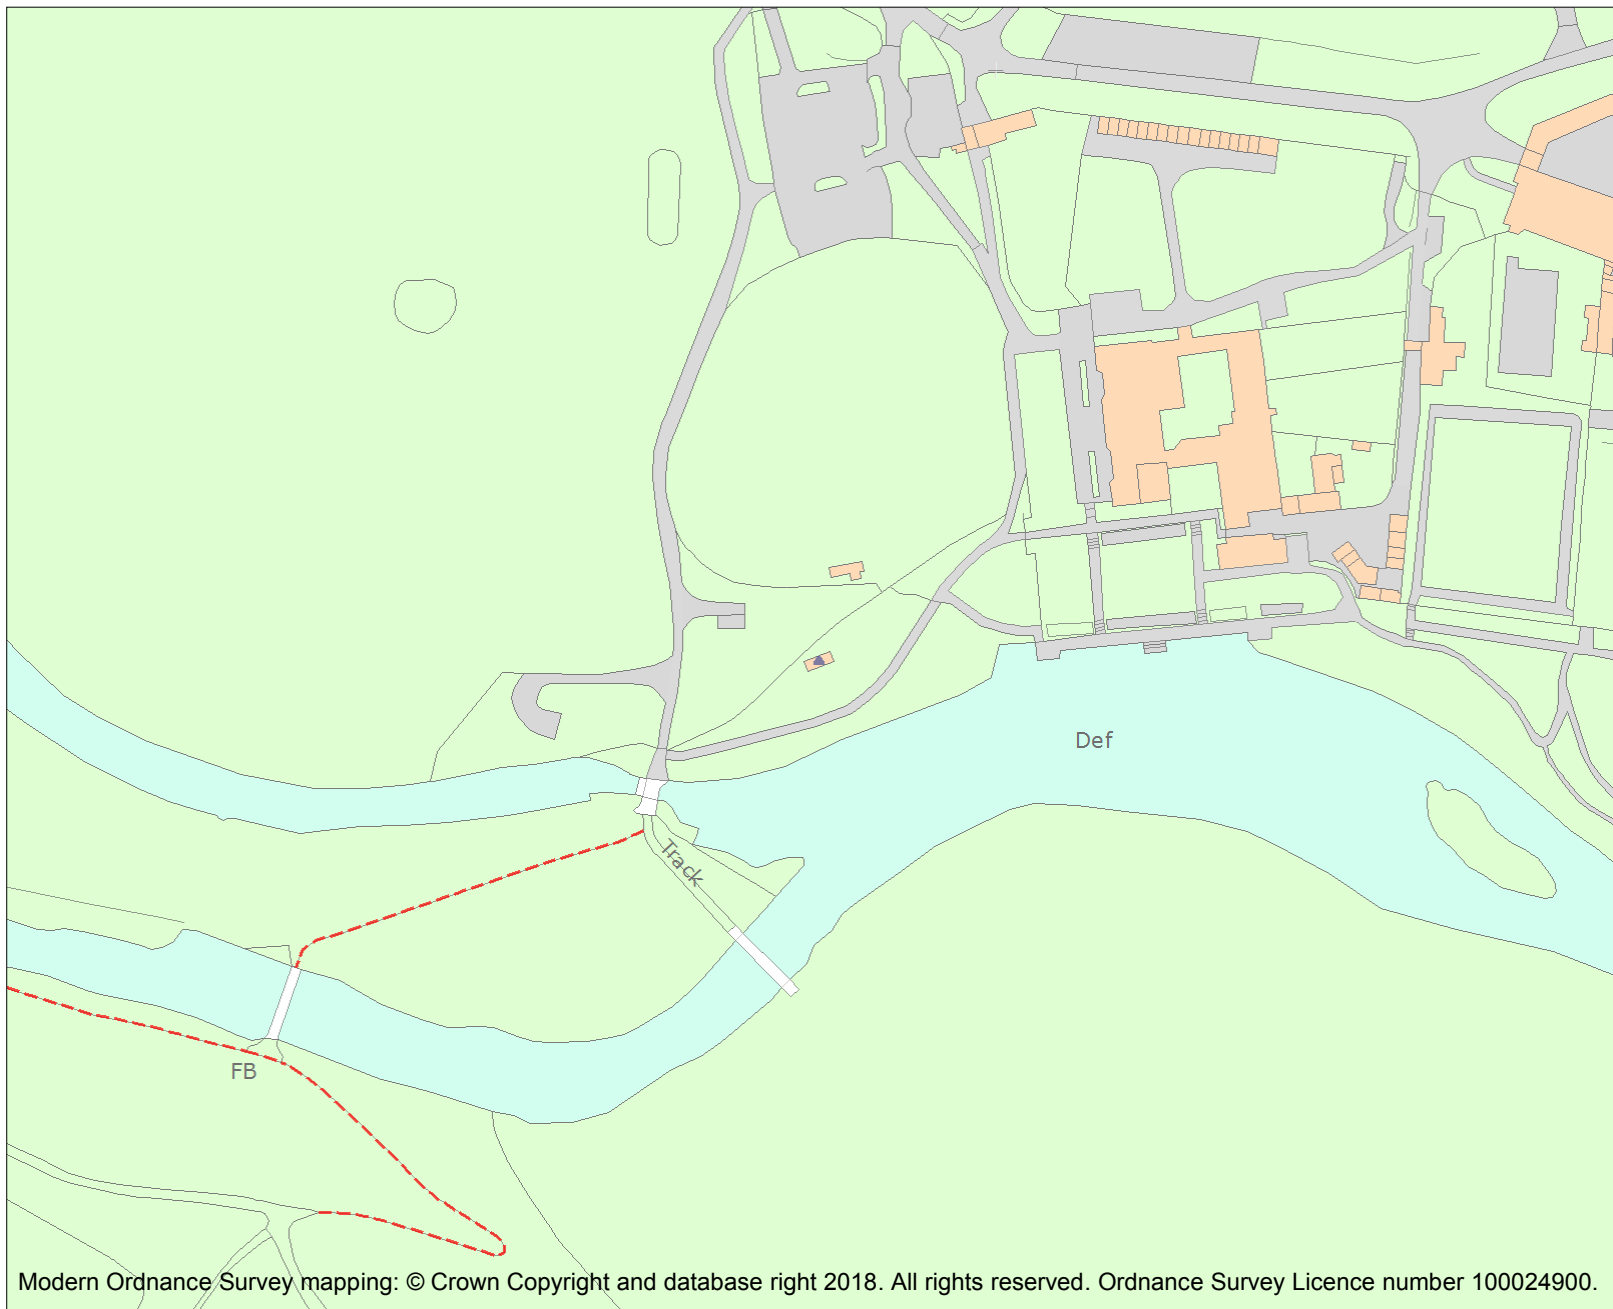 Def
Track
FB
Modern Ordnance Survey mapping: © Crown Copyright and database right 2018. All rights reserved. Ordnance Survey Licence number 100024900.